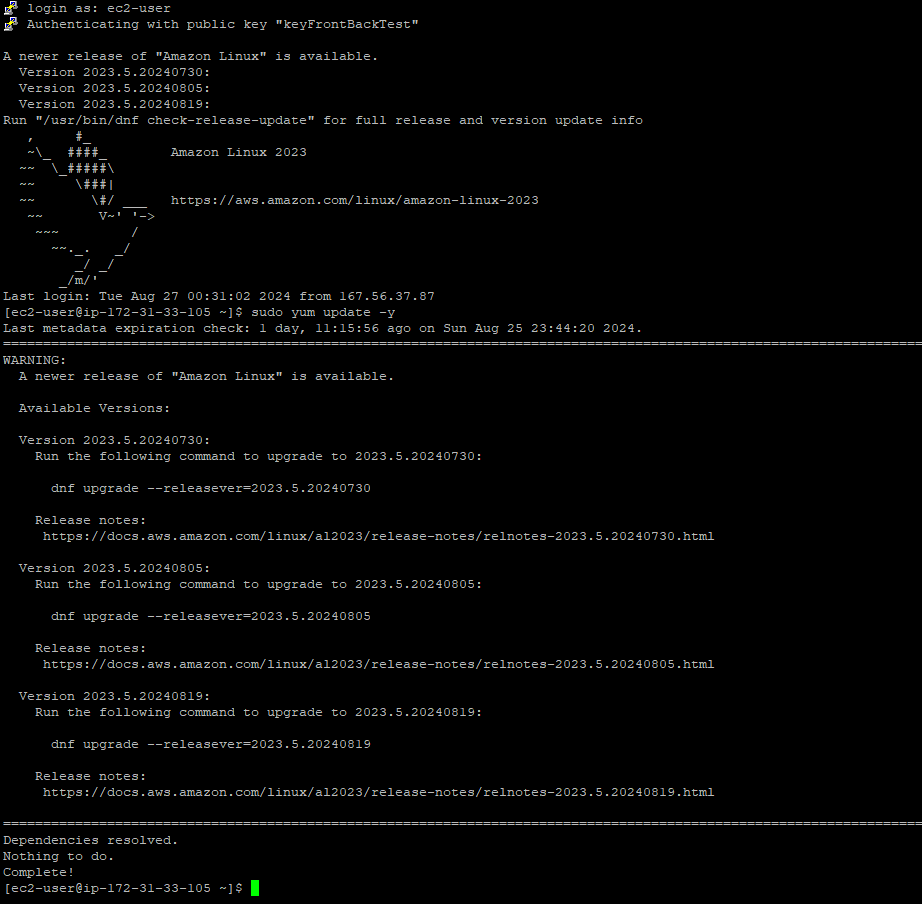 login as: ec2-user
Authenticating with public key "keyFrontBackTest"
A newer release of "Amazon Linux" is available.
  Version 2023.5.20240730:
  Version 2023.5.20240805:
  Version 2023.5.20240819:
Run "/usr/bin/dnf check-release-update" for full release and version update info
   ,     #_
   ~\_  ####_        Amazon Linux 2023
  ~~  \_#####\
  ~~     \###|
  ~~       \#/ ___   https://aws.amazon.com/linux/amazon-linux-2023
   ~~       V~' '->
    ~~~         /
      ~~._.   _/
         _/ _/
       _/m/'
Last login: Tue Aug 27 00:31:02 2024 from 167.56.37.87
[ec2-user@ip-172-31-33-105 ~]$ sudo yum update -y
Last metadata expiration check: 1 day, 11:15:56 ago on Sun Aug 25 23:44:20 2024.
===================================================================================================================
WARNING:
  A newer release of "Amazon Linux" is available.
  Available Versions:
  Version 2023.5.20240730:
    Run the following command to upgrade to 2023.5.20240730:
      dnf upgrade --releasever=2023.5.20240730
    Release notes:
     https://docs.aws.amazon.com/linux/al2023/release-notes/relnotes-2023.5.20240730.html
  Version 2023.5.20240805:
    Run the following command to upgrade to 2023.5.20240805:
      dnf upgrade --releasever=2023.5.20240805
    Release notes:
     https://docs.aws.amazon.com/linux/al2023/release-notes/relnotes-2023.5.20240805.html
  Version 2023.5.20240819:
    Run the following command to upgrade to 2023.5.20240819:
      dnf upgrade --releasever=2023.5.20240819
    Release notes:
     https://docs.aws.amazon.com/linux/al2023/release-notes/relnotes-2023.5.20240819.html
===================================================================================================================
Dependencies resolved.
Nothing to do.
Complete!
[ec2-user@ip-172-31-33-105 ~]$